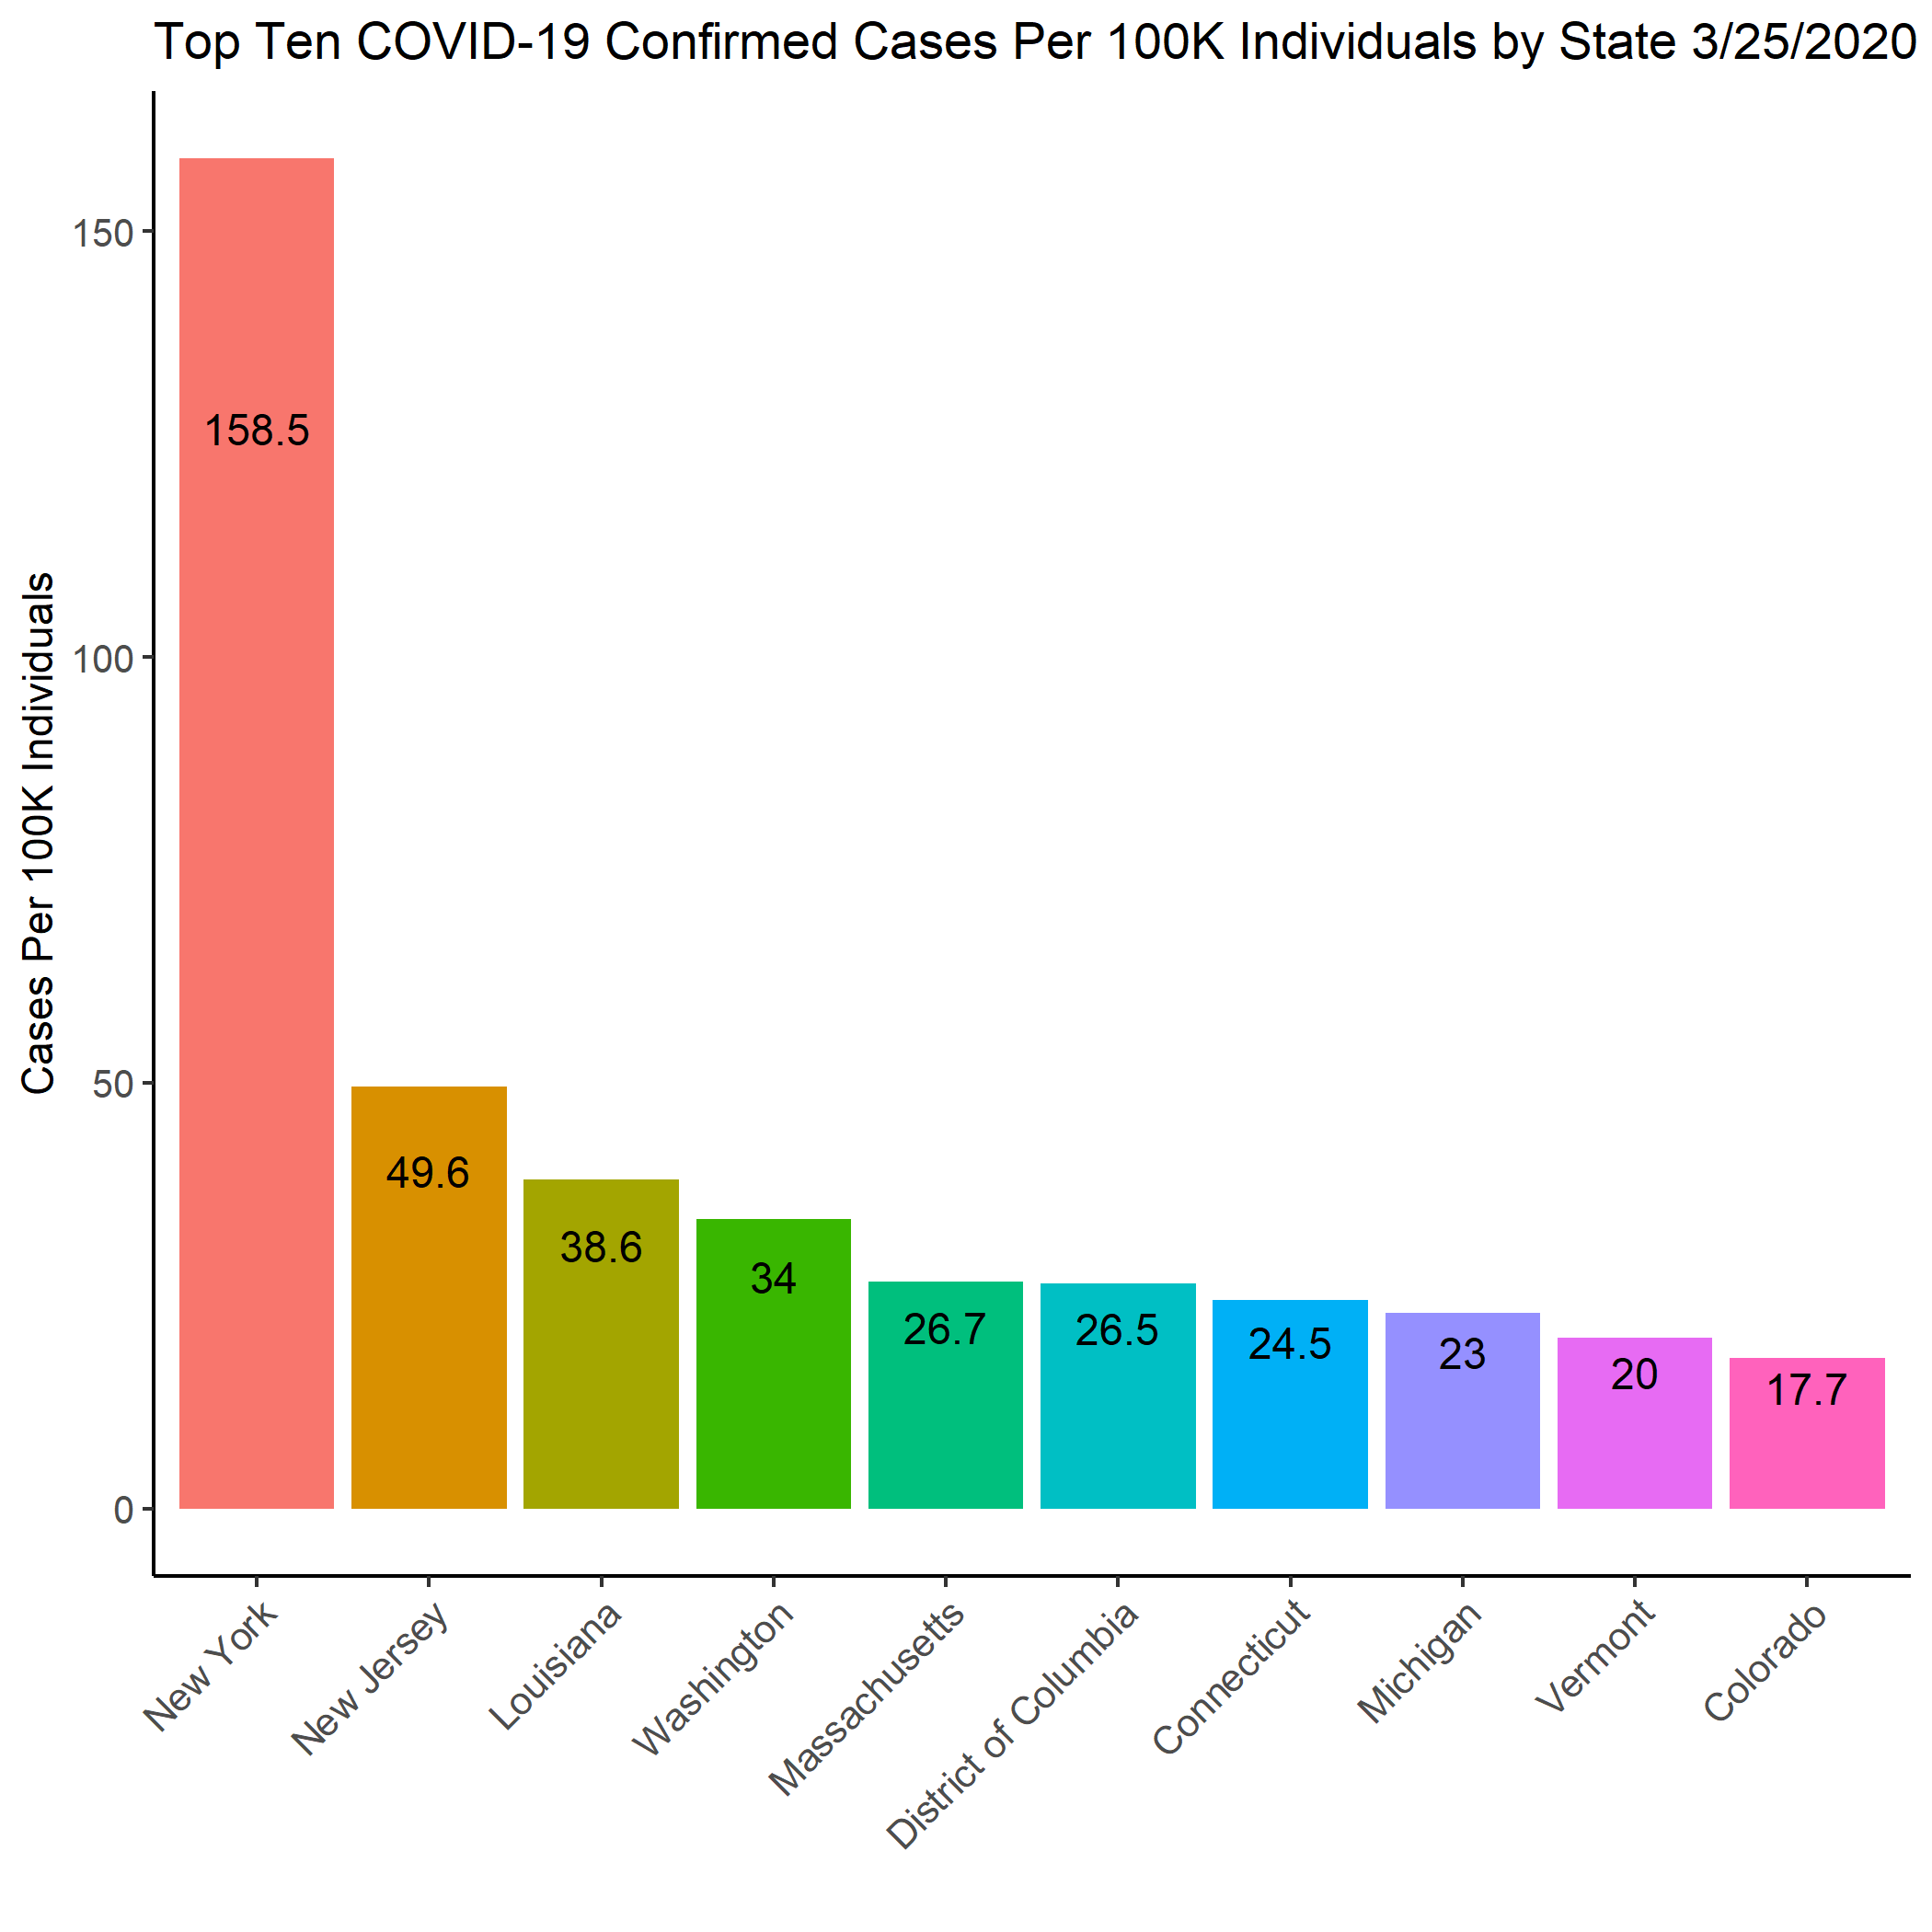 Top Ten COVID-19 Confirmed Cases Per 100K Individuals by State 3/25/2020
Cases Per 100K Individuals
150
100
50
0
158.5
49.6
38.6
34
26.7
26.5
24.5
23
20
17.7
New York
New Jersey
Louisiana
Washington
Massachusetts
District of Columbia
Connecticut
Michigan
Vermont
Colorado